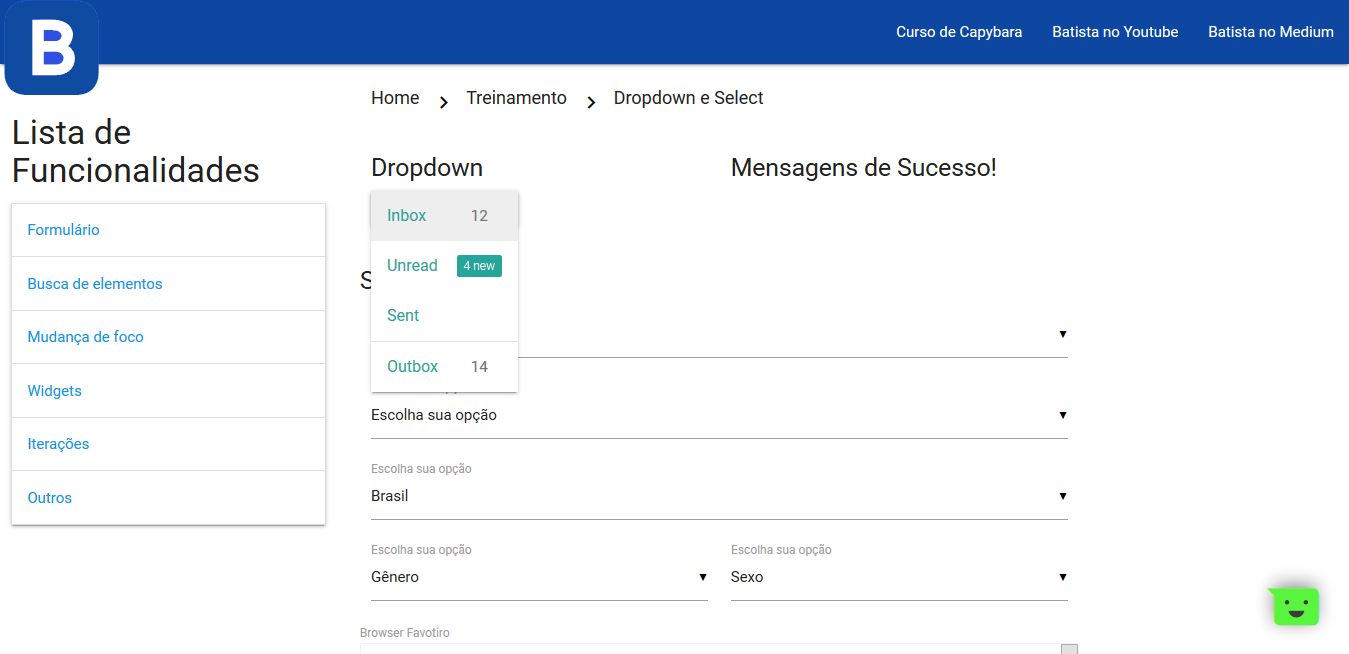 B
Curso de Capybara Batista no Youtube Batista no Medium
Home Treinamento Dropdown e Select
Lista de
Funcionalidades
Formulário
Busca de elementos
Mudança de foco
Widgets
Iterações
Outros
Dropdown
Mensagens de Sucesso!
Inbox 12
Unread 4 new
Sent
Outbox 14
Escolha sua opção
Escolha sua opção
Brasil
Escolha sua opção
Gênero
Escolha sua opção
Sexo
Browser Favotiro